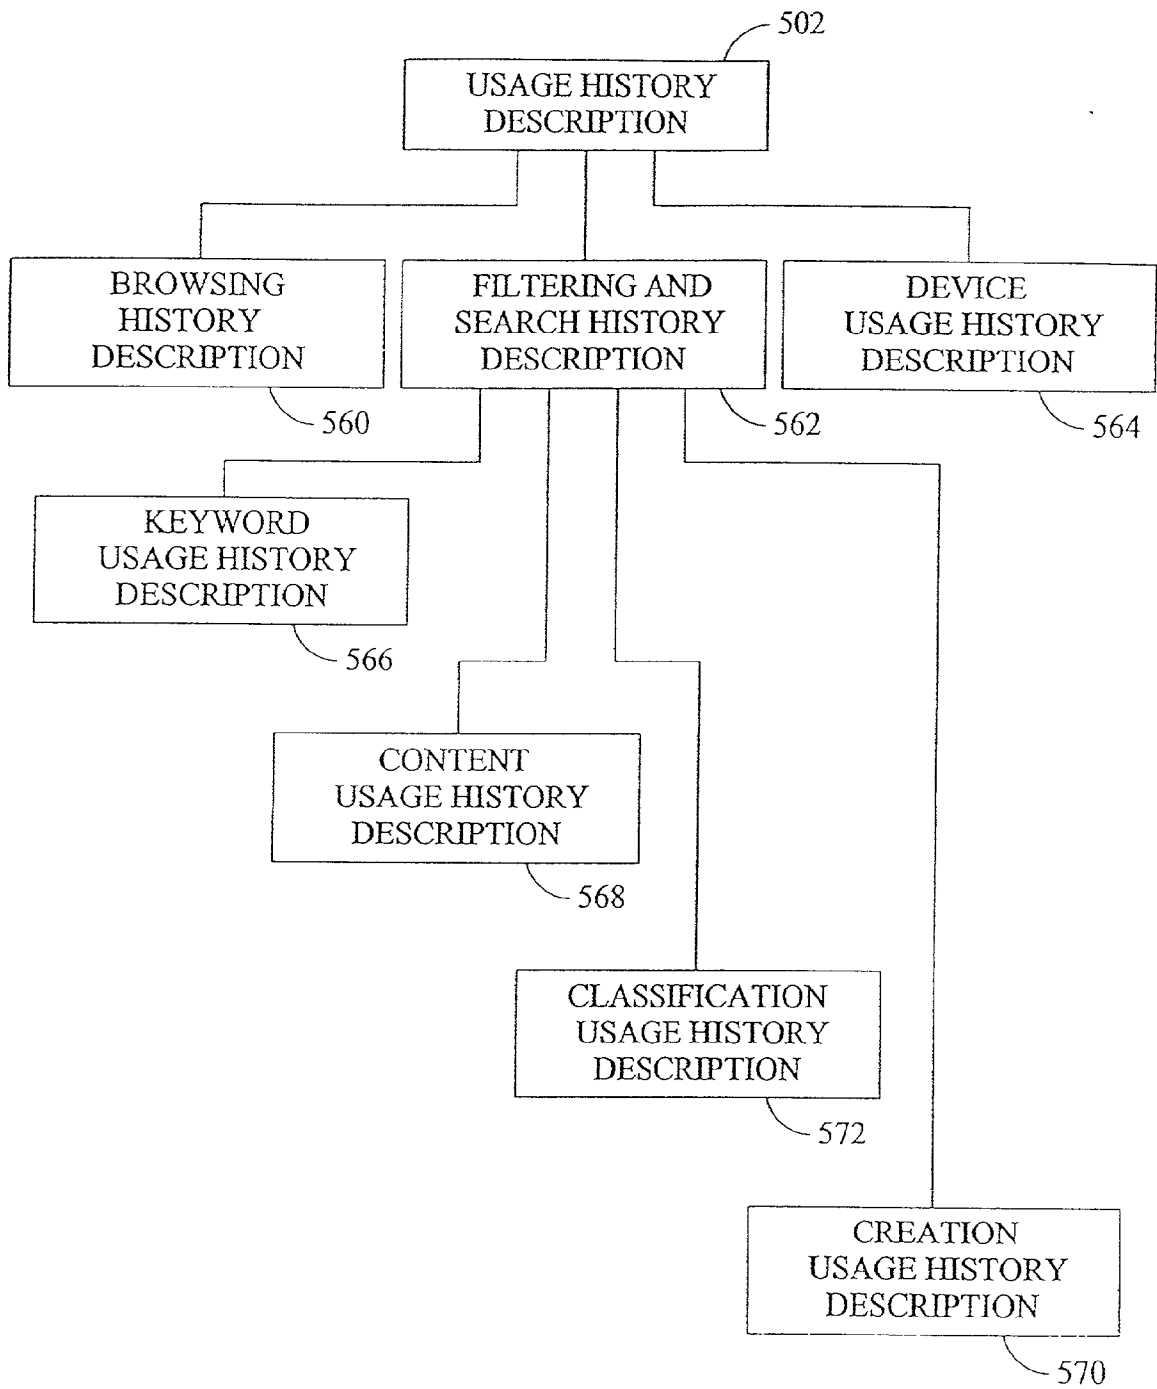 502
USAGE HISTORY
DESCRIPTION
BROWSING
HISTORY
DESCRIPTION
560
FILTERING AND
SEARCH HISTORY
DESCRIPTION
562
DEVICE
USAGE HISTORY
DESCRIPTION
564
KEYWORD
USAGE HISTORY
DESCRIPTION
566
CONTENT
USAGE HISTORY
DESCRIPTION
568
CLASSIFICATION
USAGE HISTORY
DESCRIPTION
572
CREATION
USAGE HISTORY
DESCRIPTION
570